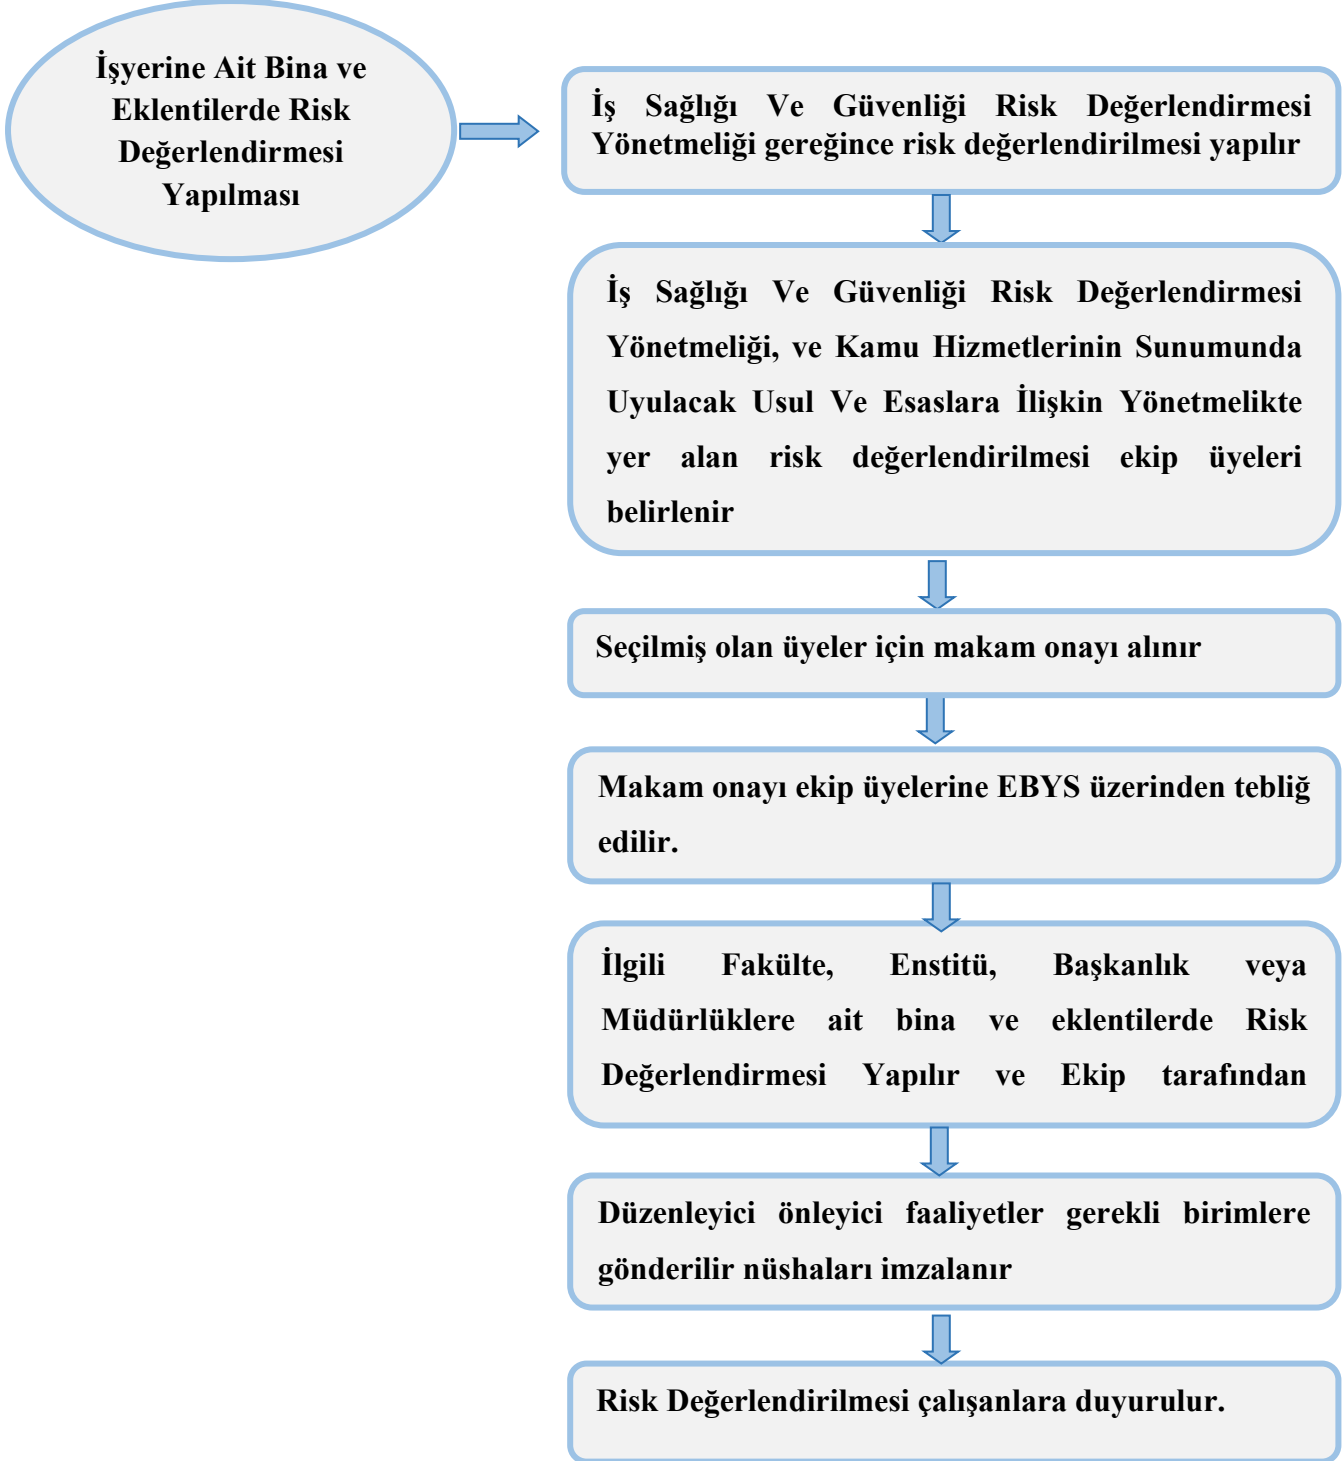 İşyerine Ait Bina ve
Eklentilerde Risk
Değerlendirmesi
Yapılması
İş Sağlığı Ve Güvenliği Risk Değerlendirmesi
Yönetmeliği gereğince risk değerlendirilmesi yapılır
İş Sağlığı Ve Güvenliği Risk Değerlendirmesi
Yönetmeliği, ve Kamu Hizmetlerinin Sunumunda
Uyulacak Usul Ve Esaslara İlişkin Yönetmelikte
yer alan risk değerlendirilmesi ekip üyeleri
belirlenir
Seçilmiş olan üyeler için makam onayı alınır
Makam onayı ekip üyelerine EBYS üzerinden tebliğ
edilir.
İlgili Fakülte, Enstitü, Başkanlık veya
Müdürlüklere ait bina ve eklentilerde Risk
Değerlendirmesi Yapılır ve Ekip tarafından
Düzenleyici önleyici faaliyetler gerekli birimlere
gönderilir nüshaları imzalanır
Risk Değerlendirilmesi çalışanlara duyurulur.